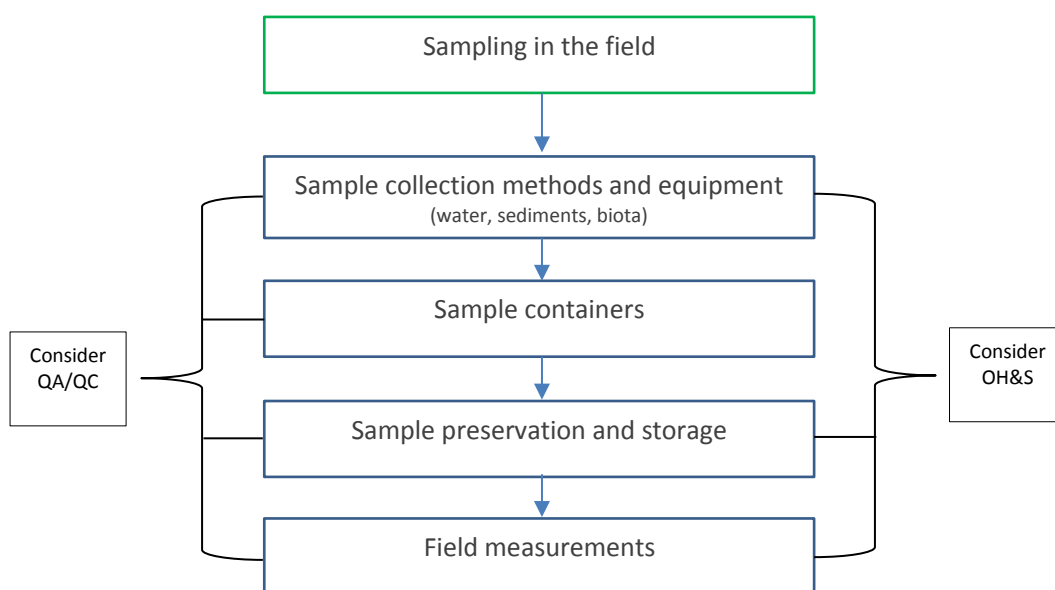 Sampling in the field
Sample collection methods and equipment
(water, sediments, biota)
Sample containers
Consider
QA/QC
Consider
OH&S
Sample preservation and storage
Field measurements